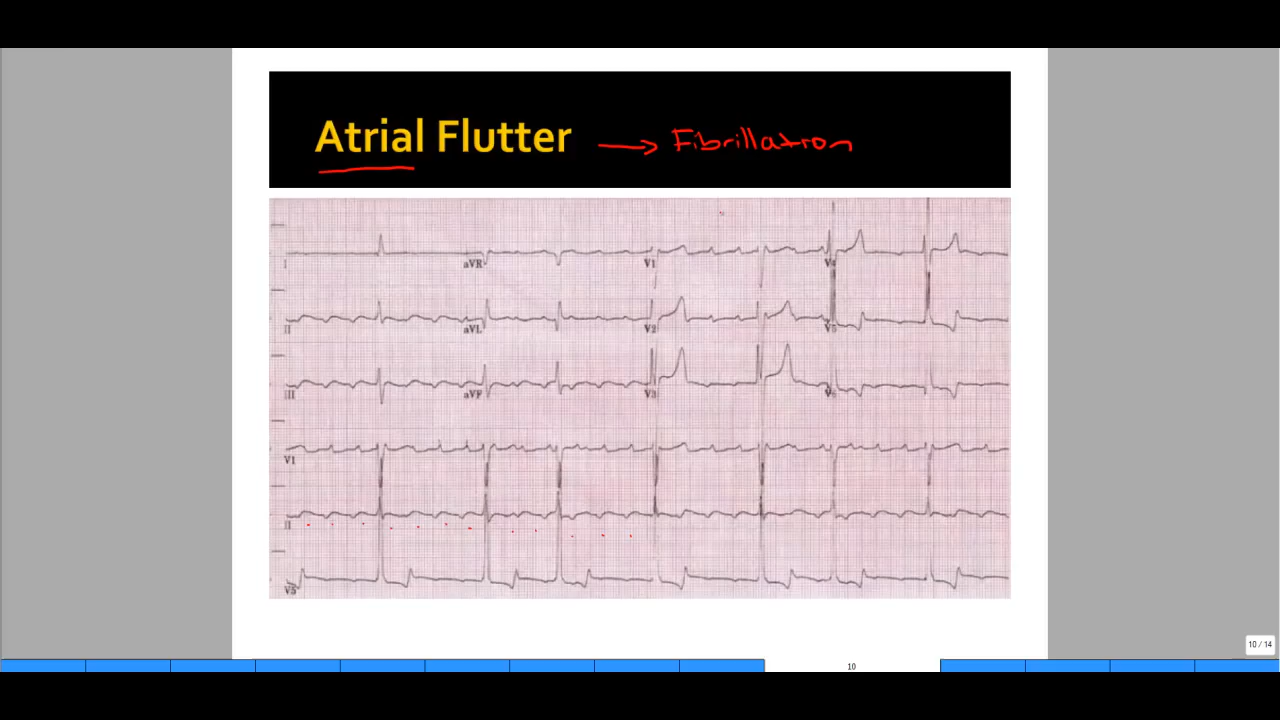 Atrial Flutter → Fibrillation
I aVR V1 V4
II aVL V2 V5
III aVF V3 V6
V1
II
V5
10 / 14
10